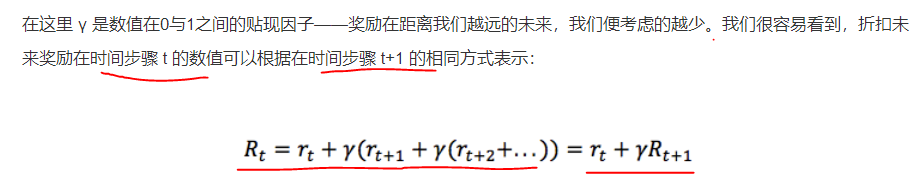 在这里 γ 是数值在0与1之间的贴现因子——奖励在距离我们越远的未来，我们便考虑的越少。我们很容易看到，折扣未
来奖励在时间步骤 t 的数值可以根据在时间步骤 t+1 的相同方式表示：
R_t = r_t + γ(r_{t+1} + γ(r_{t+2}+…)) = r_t + γR_{t+1}